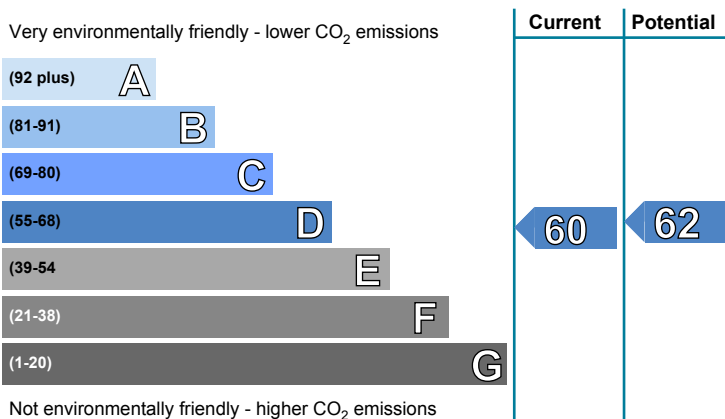 Very environmentally friendly - lower CO2 emissions
Current
Potential
(92 plus) A
(81-91) B
(69-80) C
(55-68) D
60
62
(39-54 E
(21-38) F
(1-20) G
Not environmentally friendly - higher CO2 emissions